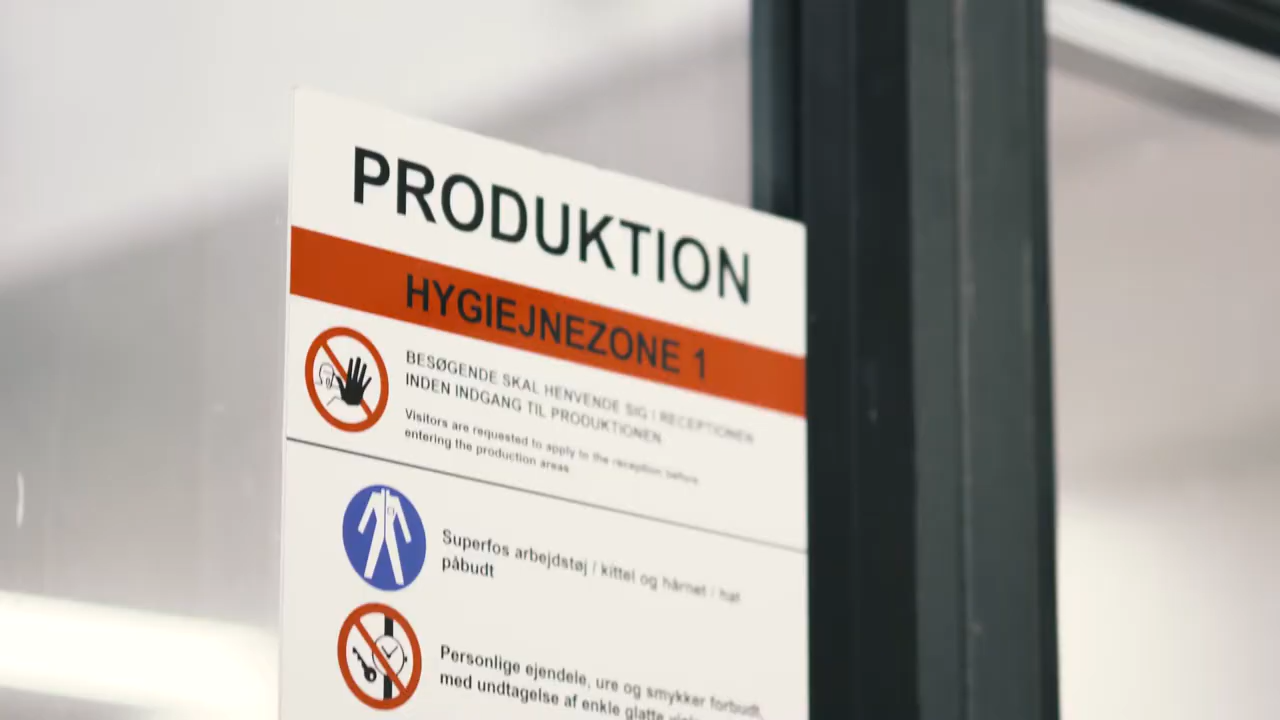 PRODUKTION
HYGIEJNEZONE 1
BESØGENDE SKAL HENVENDE SIG I RECEPTIONEN
INDEN INDGANG TIL PRODUKTIONEN
Visitors are requested to apply to the reception before
entering the production areas
Superfos arbejdstøj / kittel og hårnet / hat
påbudt
Personlige ejendele, ure og smykker forbudt,
med undtagelse af enkle glatte